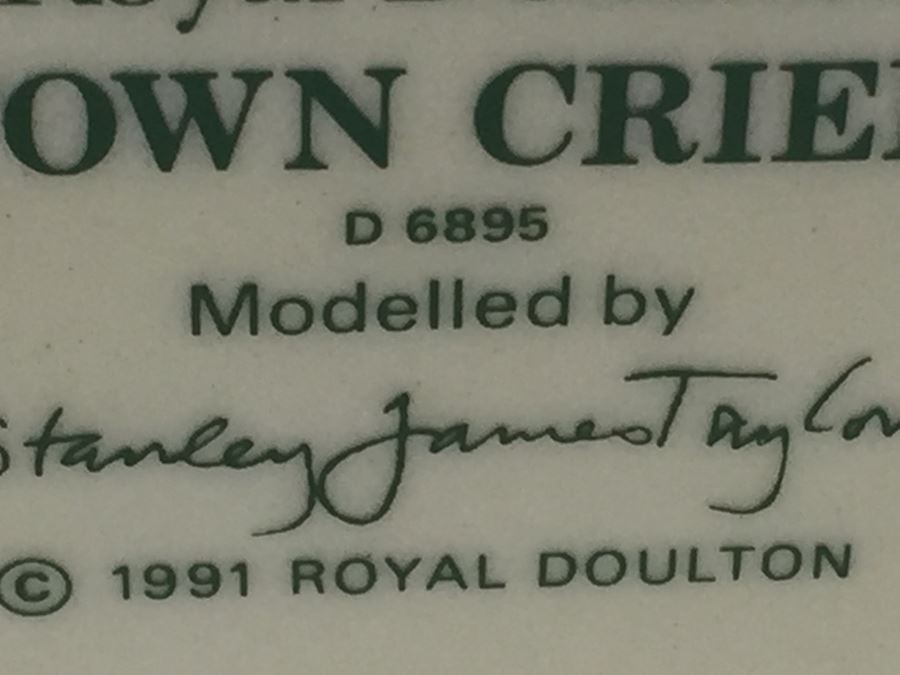 OWN CRIE
D 6895
Modelled by
Stanley James Taylor
© 1991 ROYAL DOULTON